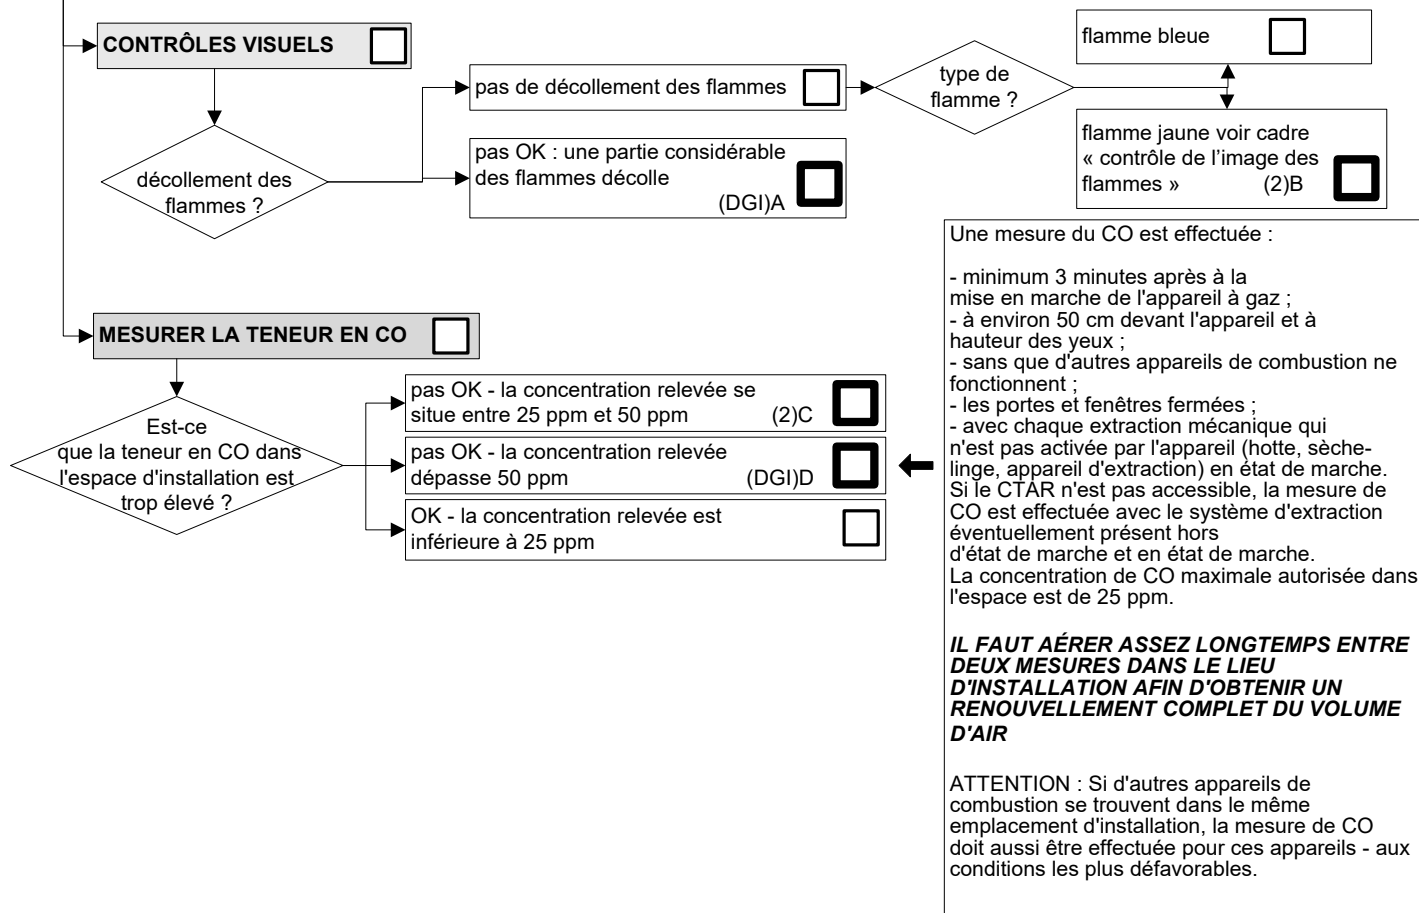 CONTRÔLES VISUELS
décollement des
flammes ?
pas de décollement des flammes
pas OK : une partie considérable
des flammes décolle
(DGI)A
type de
flamme ?
flamme bleue
flamme jaune voir cadre
« contrôle de l’image des
flammes » (2)B
MESURER LA TENEUR EN CO
Est-ce
que la teneur en CO dans
l'espace d'installation est
trop élevé ?
pas OK - la concentration relevée se
situe entre 25 ppm et 50 ppm (2)C
pas OK - la concentration relevée
dépasse 50 ppm (DGI)D
OK - la concentration relevée est
inférieure à 25 ppm
Une mesure du CO est effectuée :
- minimum 3 minutes après à la
mise en marche de l'appareil à gaz ;
- à environ 50 cm devant l'appareil et à
hauteur des yeux ;
- sans que d'autres appareils de combustion ne
fonctionnent ;
- les portes et fenêtres fermées ;
- avec chaque extraction mécanique qui
n'est pas activée par l'appareil (hotte, sèche-
linge, appareil d'extraction) en état de marche.
Si le CTAR n'est pas accessible, la mesure de
CO est effectuée avec le système d'extraction
éventuellement présent hors
d'état de marche et en état de marche.
La concentration de CO maximale autorisée dans
l'espace est de 25 ppm.
IL FAUT AÉRER ASSEZ LONGTEMPS ENTRE
DEUX MESURES DANS LE LIEU
D'INSTALLATION AFIN D'OBTENIR UN
RENOUVELLEMENT COMPLET DU VOLUME
D'AIR
ATTENTION : Si d'autres appareils de
combustion se trouvent dans le même
emplacement d'installation, la mesure de CO
doit aussi être effectuée pour ces appareils - aux
conditions les plus défavorables.